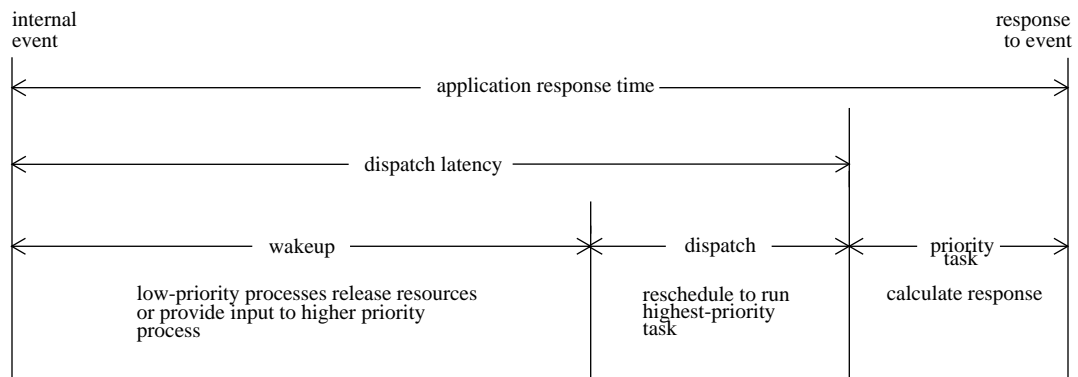 internal
event
response
to event
application response time
dispatch latency
wakeup
dispatch
priority
task
low-priority processes release resources
or provide input to higher priority
process
reschedule to run
highest-priority
task
calculate response